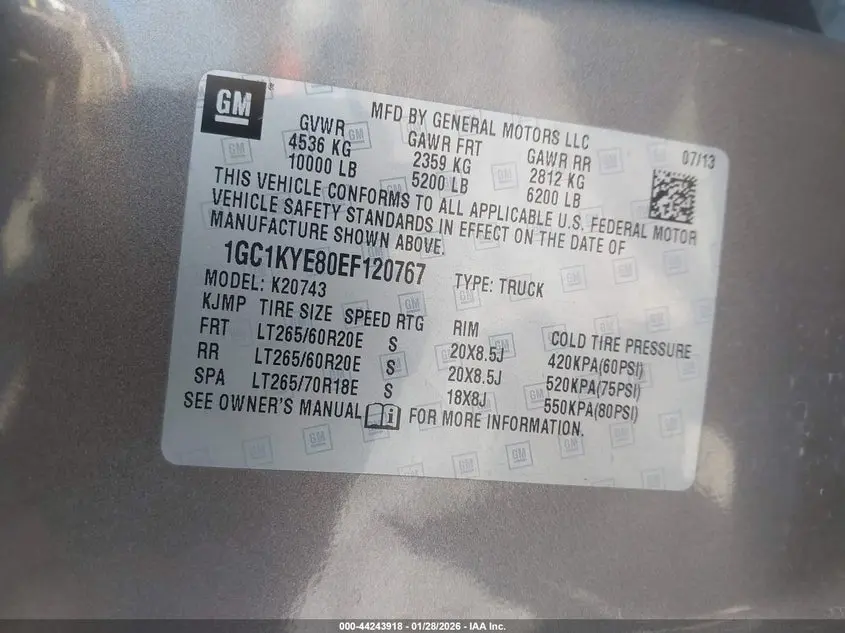 GM
MFD BY GENERAL MOTORS LLC
07/13
GVWR GAWR FRT GAWR RR
4536 KG 2359 KG 2812 KG
10000 LB 5200 LB 6200 LB
THIS VEHICLE CONFORMS TO ALL APPLICABLE U.S. FEDERAL MOTOR
VEHICLE SAFETY STANDARDS IN EFFECT ON THE DATE OF
MANUFACTURE SHOWN ABOVE.
1GC1KYE80EF120767
MODEL: K20743 TYPE: TRUCK
KJMP TIRE SIZE SPEED RTG RIM COLD TIRE PRESSURE
FRT LT265/60R20E S 20X8.5J 420KPA(60PSI)
RR LT265/60R20E S 20X8.5J 520KPA(75PSI)
SPA LT265/70R18E S 18X8J 550KPA(80PSI)
SEE OWNER'S MANUAL FOR MORE INFORMATION.
000-44243918 | 01/28/2026 - IAA Inc.